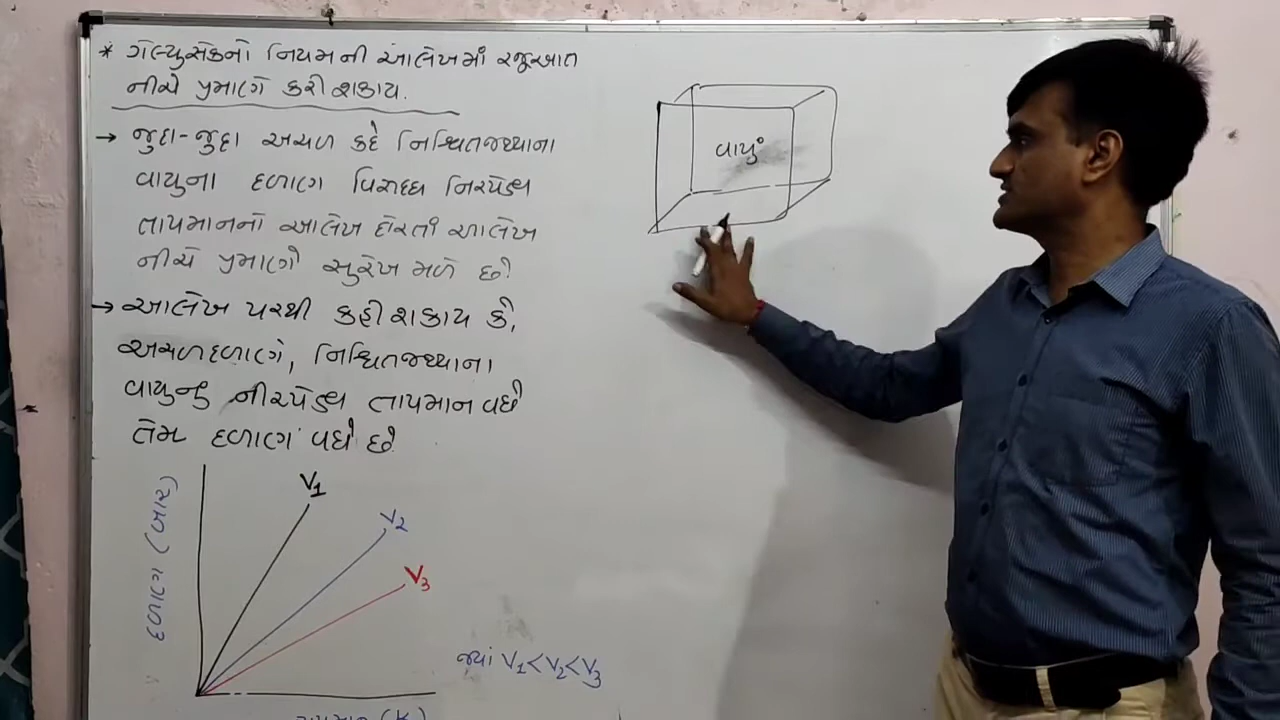 * ગેલ્યુસેકનો નિયમની આલેખમાં રજુઆત
નીચે પ્રમાણે કરી શકાય.
→ જુદા-જુદા અચળ કદે નિશ્ચિતજથ્થાના
વાયુના દબાણ વિરુધ્ધ નિરપેક્ષ
તાપમાનનો આલેખ દોરતાં આલેખ
નીચે પ્રમાણે સુરેખ મળે છે.
→ આલેખ પરથી કહી શકાય કે,
અચળદબાણે, નિશ્ચિતજથ્થાના
વાયુનું નીરપેક્ષ તાપમાન વધે
તેમ દબાણ વધે છે.
વાયું
દબાણ (બાર)
V1
V2
V3
જ્યાં V1<V2<V3
(K)